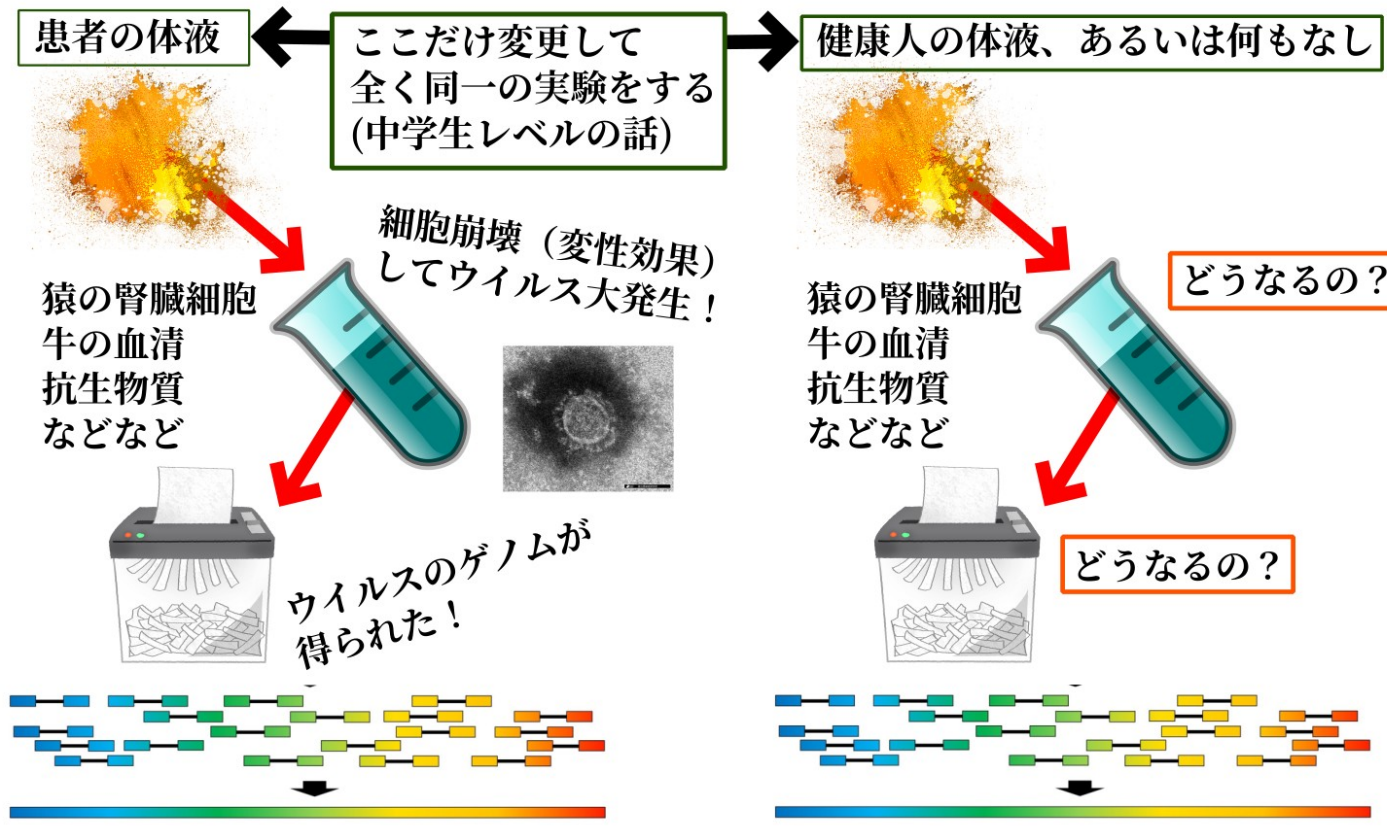 患者の体液
ここだけ変更して
全く同一の実験をする
(中学生レベルの話)
健康人の体液、あるいは何もなし
細胞崩壊（変性効果）
してウイルス大発生！
猿の腎臓細胞
牛の血清
抗生物質
などなど
ウイルスのゲノムが
得られた！
どうなるの？
猿の腎臓細胞
牛の血清
抗生物質
などなど
どうなるの？